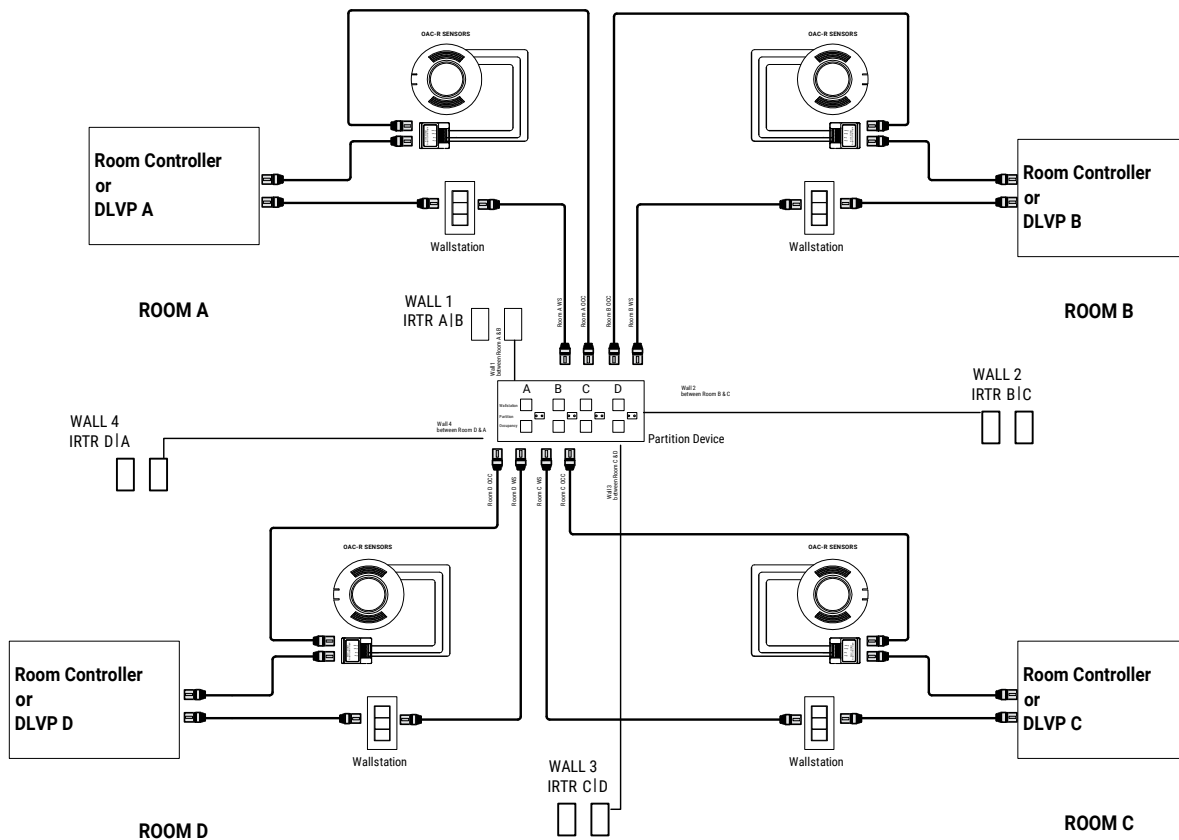 OAC-R SENSORS
OAC-R SENSORS
Room Controller
or
DLVP A
Room Controller
or
DLVP B
Wallstation
Wallstation
ROOM A
ROOM B
WALL 1
IRTR A|B
Room A WS
Room A OCC
Room B OCC
Room B WS
Wall 1
between Room A & B
WALL 2
IRTR B|C
A B C D
Wallstation
Partition
Occupancy
Wall 2
between Room B & C
WALL 4
IRTR D|A
Wall 4
between Room D & A
Partition Device
Room D OCC
Room D WS
Room C WS
Room C OCC
Wall 3
between Room C & D
OAC-R SENSORS
OAC-R SENSORS
Room Controller
or
DLVP D
Room Controller
or
DLVP C
Wallstation
Wallstation
WALL 3
IRTR C|D
ROOM D
ROOM C